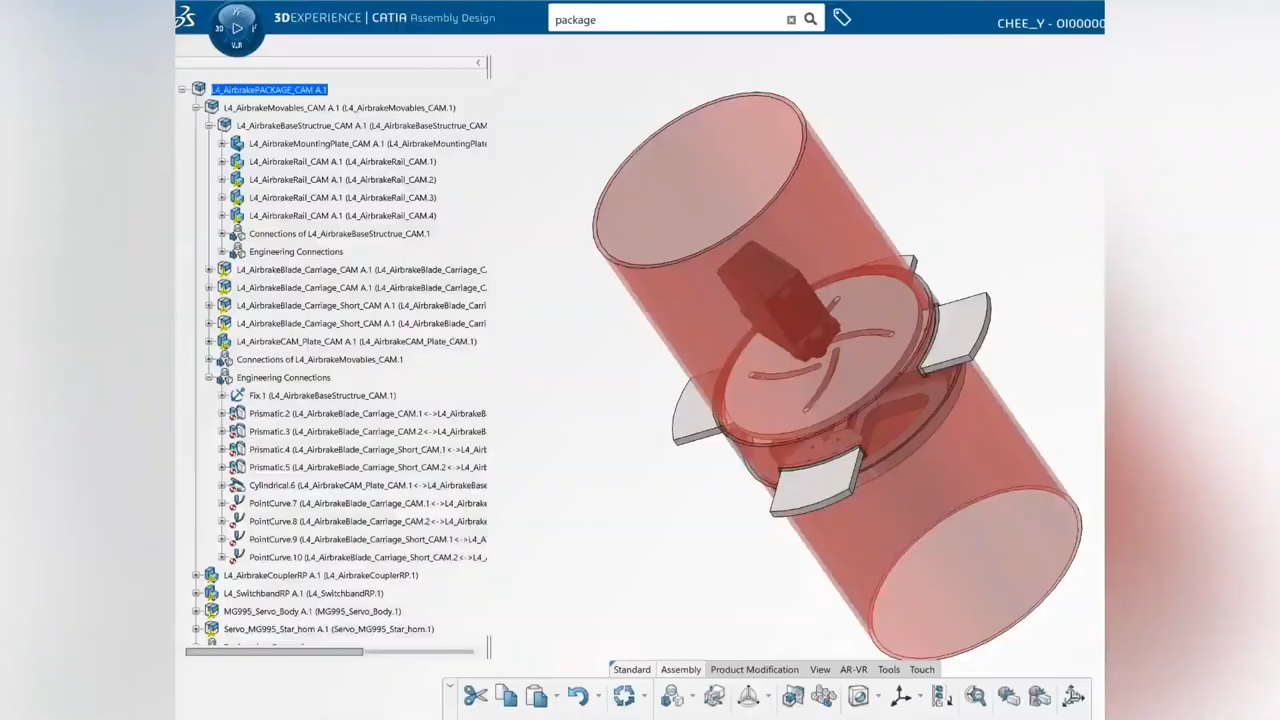 3DEXPERIENCE | CATIA Assembly Design
package
CHEE_Y - OI00000
3D
V.R
L4_AirbrakePACKAGE_CAM A.1
L4_AirbrakeMovables_CAM A.1 (L4_AirbrakeMovables_CAM.1)
L4_AirbrakeBaseStructrue_CAM A.1 (L4_AirbrakeBaseStructrue_CAM
L4_AirbrakeMountingPlate_CAM A.1 (L4_AirbrakeMountingPlate
L4_AirbrakeRail_CAM A.1 (L4_AirbrakeRail_CAM.1)
L4_AirbrakeRail_CAM A.1 (L4_AirbrakeRail_CAM.2)
L4_AirbrakeRail_CAM A.1 (L4_AirbrakeRail_CAM.3)
L4_AirbrakeRail_CAM A.1 (L4_AirbrakeRail_CAM.4)
Connections of L4_AirbrakeBaseStructrue_CAM.1
Engineering Connections
L4_AirbrakeBlade_Carriage_CAM A.1 (L4_AirbrakeBlade_Carriage_C
L4_AirbrakeBlade_Carriage_CAM A.1 (L4_AirbrakeBlade_Carriage_C
L4_AirbrakeBlade_Carriage_Short_CAM A.1 (L4_AirbrakeBlade_Carri
L4_AirbrakeBlade_Carriage_Short_CAM A.1 (L4_AirbrakeBlade_Carri
L4_AirbrakeCAM_Plate_CAM A.1 (L4_AirbrakeCAM_Plate_CAM.1)
Connections of L4_AirbrakeMovables_CAM.1
Engineering Connections
Fix.1 (L4_AirbrakeBaseStructrue_CAM.1)
Prismatic.2 (L4_AirbrakeBlade_Carriage_CAM.1<->L4_AirbrakeB
Prismatic.3 (L4_AirbrakeBlade_Carriage_CAM.2<->L4_AirbrakeB
Prismatic.4 (L4_AirbrakeBlade_Carriage_Short_CAM.1<->L4_Air
Prismatic.5 (L4_AirbrakeBlade_Carriage_Short_CAM.2<->L4_Air
Cylindrical.6 (L4_AirbrakeCAM_Plate_CAM.1<->L4_AirbrakeBase
PointCurve.7 (L4_AirbrakeBlade_Carriage_CAM.1<->L4_Airbrake
PointCurve.8 (L4_AirbrakeBlade_Carriage_CAM.2<->L4_Airbrake
PointCurve.9 (L4_AirbrakeBlade_Carriage_Short_CAM.1<->L4_A
PointCurve.10 (L4_AirbrakeBlade_Carriage_Short_CAM.2<->L4_
L4_AirbrakeCouplerRP A.1 (L4_AirbrakeCouplerRP.1)
L4_SwitchbandRP A.1 (L4_SwitchbandRP.1)
MG995_Servo_Body A.1 (MG995_Servo_Body.1)
Servo_MG995_Star_horn A.1 (Servo_MG995_Star_horn.1)
Standard Assembly Product Modification View AR-VR Tools Touch